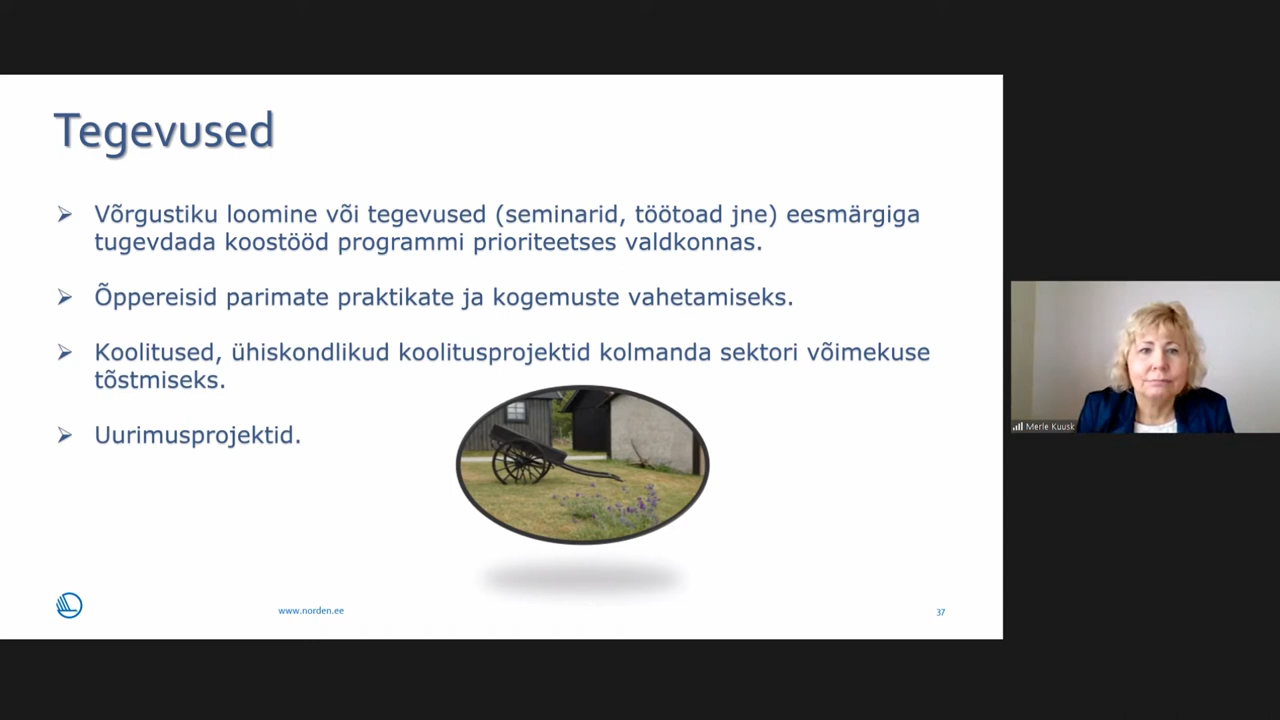 Tegevused
Võrgustiku loomine või tegevused (seminarid, töötoad jne) eesmärgiga
tugevdada koostööd programmi prioriteetses valdkonnas.
Õppereisid parimate praktikate ja kogemuste vahetamiseks.
Koolitused, ühiskondlikud koolitusprojektid kolmanda sektori võimekuse
tõstmiseks.
Uurimusprojektid.
www.norden.ee
37
Merle Kuusk